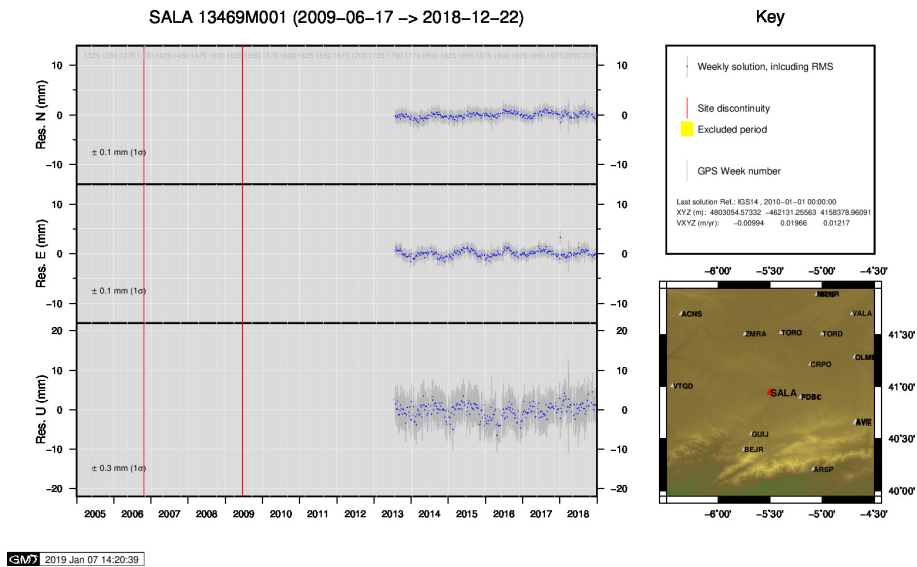 SALA 13469M001 (2009−06−17 −> 2018−12−22)
Key
Res. N (mm)
10
0
−10
± 0.1 mm (1σ)
10
0
−10
Res. E (mm)
10
0
−10
± 0.1 mm (1σ)
10
0
−10
Res. U (mm)
20
10
0
−10
−20
± 0.3 mm (1σ)
20
10
0
−10
−20
2005 2006 2007 2008 2009 2010 2011 2012 2013 2014 2015 2016 2017 2018
Weekly solution, inlcuding RMS
Site discontinuity
Excluded period
GPS Week number
Last solution Ref.: IGS14 , 2010−01−01 00:00:00
XYZ (m): 4803054.57332 −462131.25563 4158378.96091
VXYZ (m/yr): −0.00994 0.01966 0.01217
−6˚00' −5˚30' −5˚00' −4˚30'
ACNS
VALA
ZMRA
TORO
TORD
41˚30'
CRPO
VTGD
41˚00'
SALA
GUIJ
40˚30'
BEJR
ARSP
40˚00'
−6˚00' −5˚30' −5˚00' −4˚30'
GMT 2019 Jan 07 14:20:39